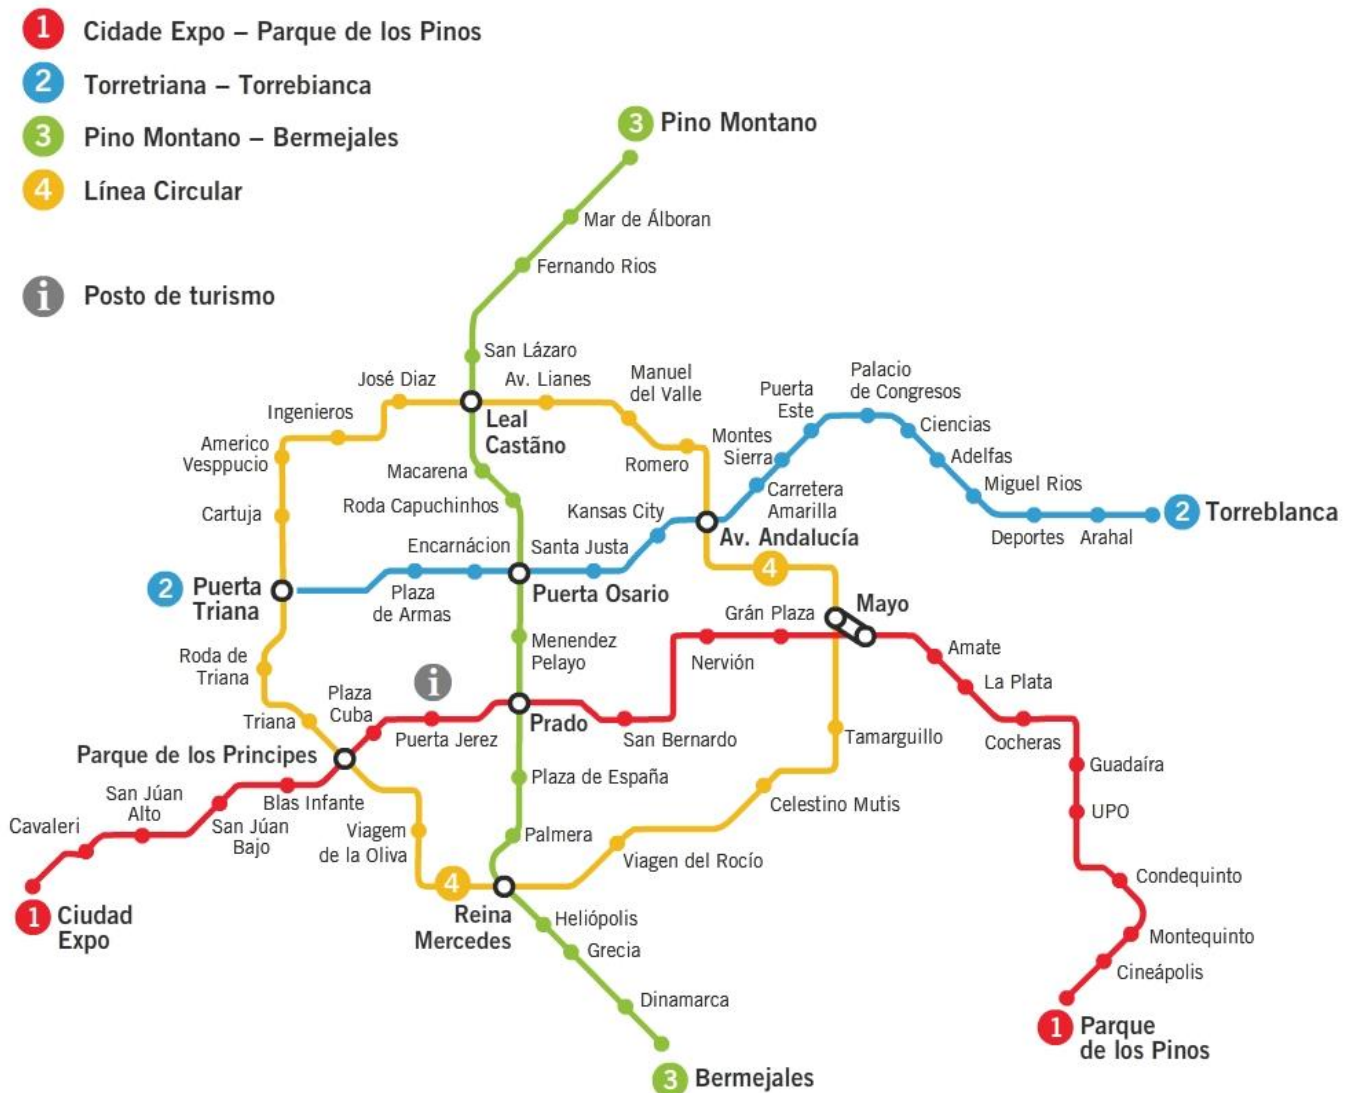 1 Cidade Expo – Parque de los Pinos
2 Torretriana – Torrebianca
3 Pino Montano – Bermejales
4 Línea Circular
i Posto de turismo
3 Pino Montano
Mar de Álboran
Fernando Rios
San Lázaro
José Diaz
Av. Lianes
Manuel
del Valle
Palacio
de Congresos
Puerta
Este
Ingenieros
Leal
Castãno
Ciencias
Americo
Vesppucio
Montes
Sierra
Adelfas
Romero
Macarena
Miguel Rios
Carretera
Amarilla
Roda Capuchinhos
Kansas City
Cartuja
2 Torreblanca
Av. Andalucía
Deportes
Arahal
Encarnácion
Santa Justa
4
2 Puerta
Triana
Plaza
de Armas
Puerta Osario
Mayo
Grán Plaza
Menendez
Pelayo
Amate
Roda de
Triana
Nervión
La Plata
i
Plaza
Cuba
Triana
Prado
Puerta Jerez
San Bernardo
Tamarguillo
Cocheras
Parque de los Principes
Guadaíra
Plaza de España
San Júan
Alto
Blas Infante
Celestino Mutis
UPO
Cavaleri
San Júan
Bajo
Viagem
de la Oliva
Palmera
Viagen del Rocío
Condequinto
4
1 Ciudad
Expo
Reina
Mercedes
Heliópolis
Montequinto
Grecia
Cineápolis
Dinamarca
1 Parque
de los Pinos
3 Bermejales